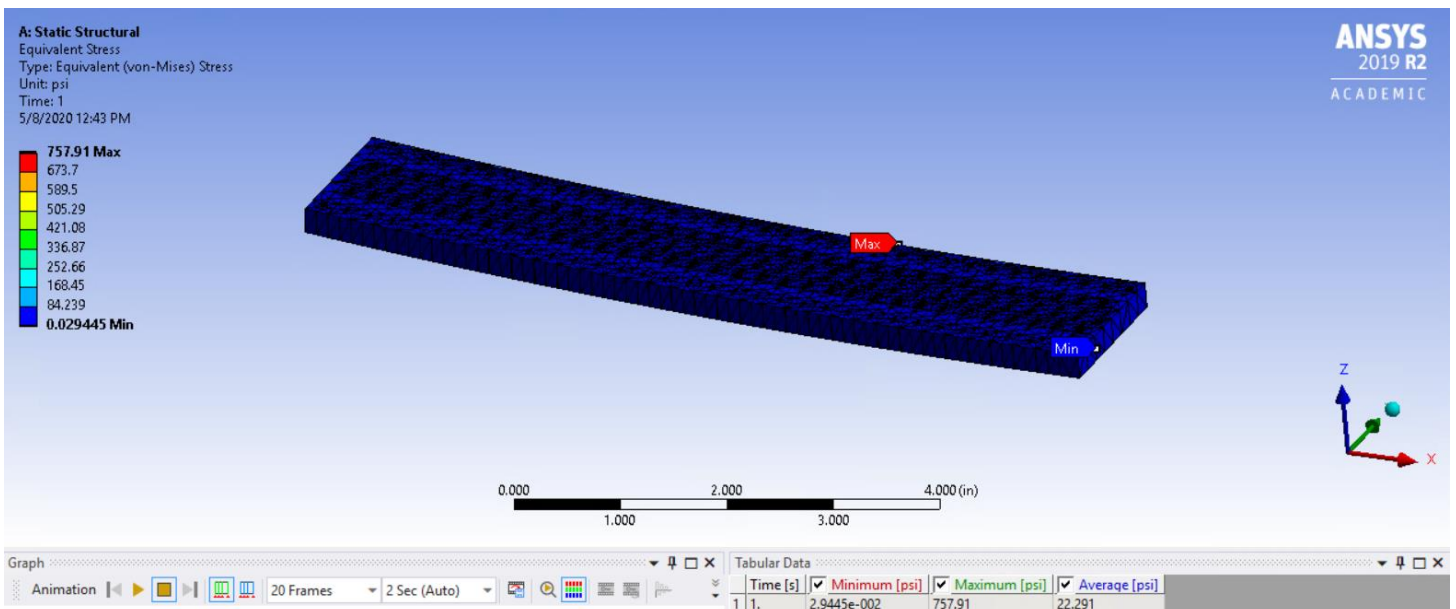 A: Static Structural
Equivalent Stress
Type: Equivalent (von-Mises) Stress
Unit: psi
Time: 1
5/8/2020 12:43 PM
757.91 Max
673.7
589.5
505.29
421.08
336.87
252.66
168.45
84.239
0.029445 Min
ANSYS
2019 R2
ACADEMIC
Max
Min
Z
X
0.000 2.000 4.000 (in)
1.000 3.000
Graph
Animation 20 Frames 2 Sec (Auto)
Tabular Data
Time [s] Minimum [psi] Maximum [psi] Average [psi]
1 1. 2.9445e-002 757.91 22.291